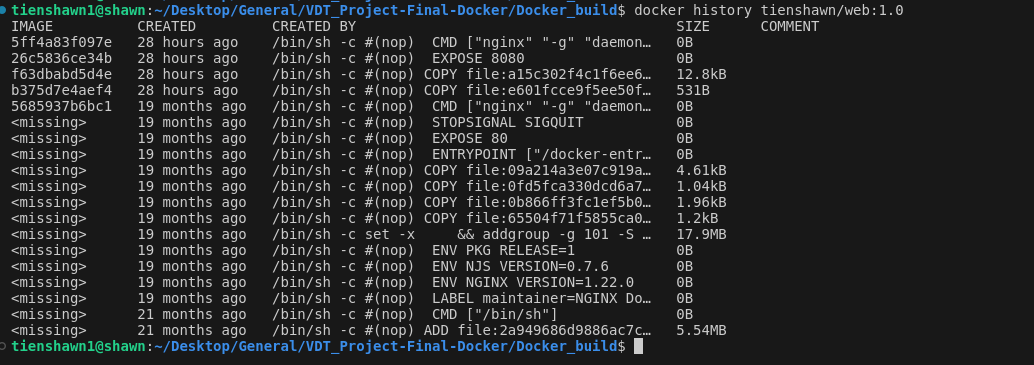 tienshawn1@shawn:~/Desktop/General/VDT_Project-Final-Docker/Docker_build$ docker history tienshawn/web:1.0
IMAGE          CREATED         CREATED BY                                      SIZE      COMMENT
5ff4a83f097e   28 hours ago    /bin/sh -c #(nop)  CMD ["nginx" "-g" "daemon…   0B
26c5836ce34b   28 hours ago    /bin/sh -c #(nop)  EXPOSE 8080                  0B
f63dbabd5d4e   28 hours ago    /bin/sh -c #(nop) COPY file:a15c302f4c1f6ee6…   12.8kB
b375d7e4aef4   28 hours ago    /bin/sh -c #(nop) COPY file:e601fcce9f5ee50f…   531B
5685937b6bc1   19 months ago   /bin/sh -c #(nop)  CMD ["nginx" "-g" "daemon…   0B
<missing>      19 months ago   /bin/sh -c #(nop)  STOPSIGNAL SIGQUIT           0B
<missing>      19 months ago   /bin/sh -c #(nop)  EXPOSE 80                    0B
<missing>      19 months ago   /bin/sh -c #(nop)  ENTRYPOINT ["/docker-entr…   0B
<missing>      19 months ago   /bin/sh -c #(nop) COPY file:09a214a3e07c919a…   4.61kB
<missing>      19 months ago   /bin/sh -c #(nop) COPY file:0fd5fca330dcd6a7…   1.04kB
<missing>      19 months ago   /bin/sh -c #(nop) COPY file:0b866ff3fc1ef5b0…   1.96kB
<missing>      19 months ago   /bin/sh -c #(nop) COPY file:65504f71f5855ca0…   1.2kB
<missing>      19 months ago   /bin/sh -c set -x     && addgroup -g 101 -S …   17.9MB
<missing>      19 months ago   /bin/sh -c #(nop)  ENV PKG RELEASE=1            0B
<missing>      19 months ago   /bin/sh -c #(nop)  ENV NJS VERSION=0.7.6        0B
<missing>      19 months ago   /bin/sh -c #(nop)  ENV NGINX VERSION=1.22.0     0B
<missing>      19 months ago   /bin/sh -c #(nop)  LABEL maintainer=NGINX Do…   0B
<missing>      21 months ago   /bin/sh -c #(nop)  CMD ["/bin/sh"]              0B
<missing>      21 months ago   /bin/sh -c #(nop) ADD file:2a949686d9886ac7c…   5.54MB
tienshawn1@shawn:~/Desktop/General/VDT_Project-Final-Docker/Docker_build$